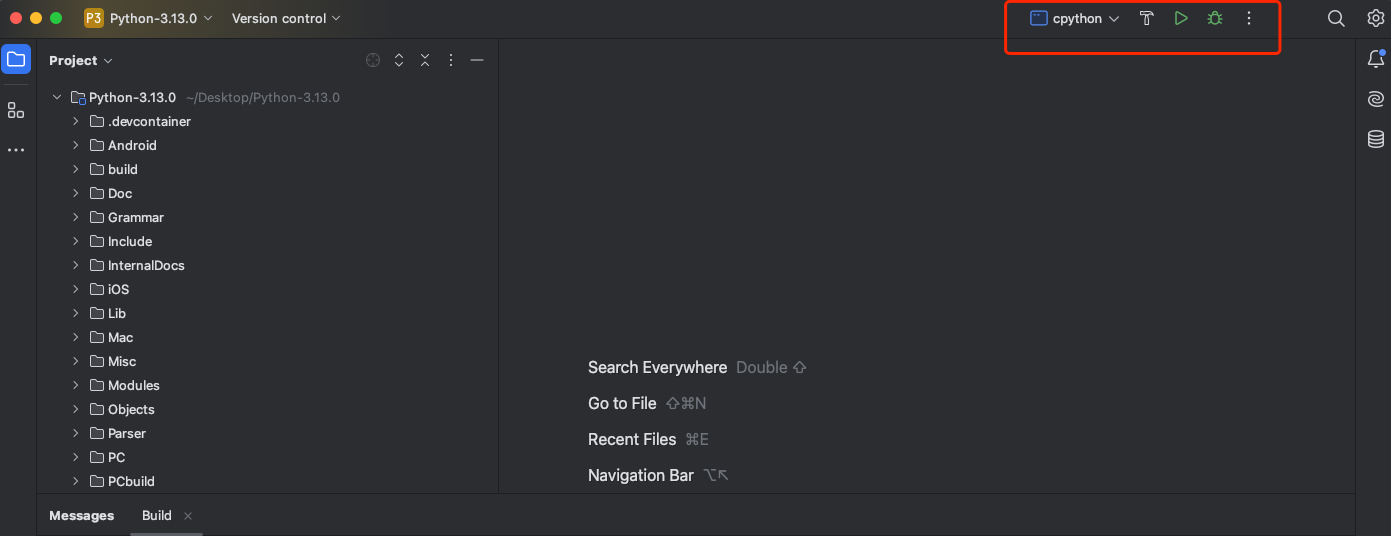 P3 Python-3.13.0 Version control cpython
Project
Python-3.13.0 ~/Desktop/Python-3.13.0
.devcontainer
Android
build
Doc
Grammar
Include
InternalDocs
iOS
Lib
Mac
Misc
Modules
Objects
Parser
PC
PCbuild
Search Everywhere Double ⇧
Go to File ⇧⌘N
Recent Files ⌘E
Navigation Bar ⌥↖
Messages Build